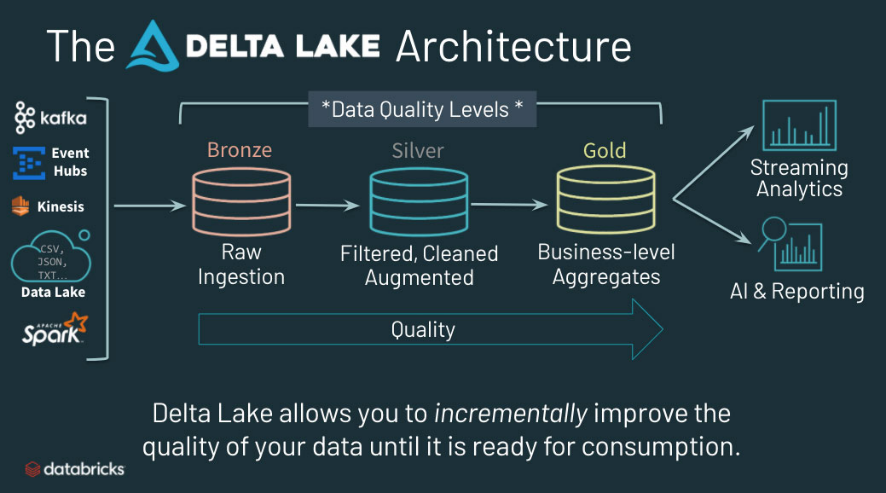 The DELTA LAKE Architecture
*Data Quality Levels *
kafka
Event
Hubs
Kinesis
CSV,
JSON,
TXT...
Data Lake
APACHE
Spark
Bronze
Raw
Ingestion
Silver
Filtered, Cleaned
Augmented
Gold
Business-level
Aggregates
Streaming
Analytics
AI & Reporting
Quality
Delta Lake allows you to incrementally improve the
quality of your data until it is ready for consumption.
databricks